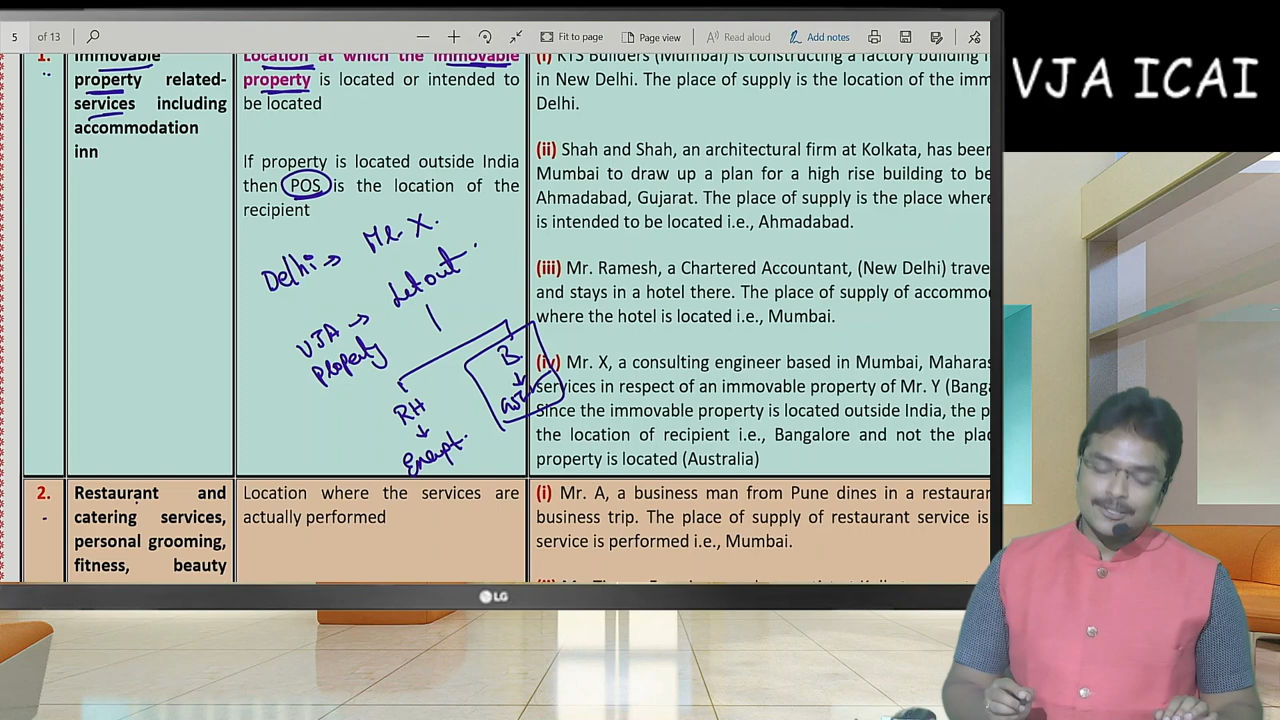 5 of 13
Fit to page
Page view
Read aloud
Add notes
VJA ICAI
1.
Immovable
property related-
services including
accommodation
inn
Location at which the immovable
property is located or intended to
be located
If property is located outside India
then POS is the location of the
recipient
Delhi → Mr. X.
VJA → Let out.
property
RH
↓
Exempt.
B
↓
(i) KTS Builders (Mumbai) is constructing a factory building
in New Delhi. The place of supply is the location of the imm
Delhi.
(ii) Shah and Shah, an architectural firm at Kolkata, has been
Mumbai to draw up a plan for a high rise building to be
Ahmadabad, Gujarat. The place of supply is the place where
is intended to be located i.e., Ahmadabad.
(iii) Mr. Ramesh, a Chartered Accountant, (New Delhi) trave
and stays in a hotel there. The place of supply of accommo
where the hotel is located i.e., Mumbai.
(iv) Mr. X, a consulting engineer based in Mumbai, Maharas
services in respect of an immovable property of Mr. Y (Banga
Since the immovable property is located outside India, the p
the location of recipient i.e., Bangalore and not the plac
property is located (Australia)
2.
Restaurant and
catering services,
personal grooming,
fitness, beauty
Location where the services are
actually performed
(i) Mr. A, a business man from Pune dines in a restauran
business trip. The place of supply of restaurant service is
service is performed i.e., Mumbai.
LG